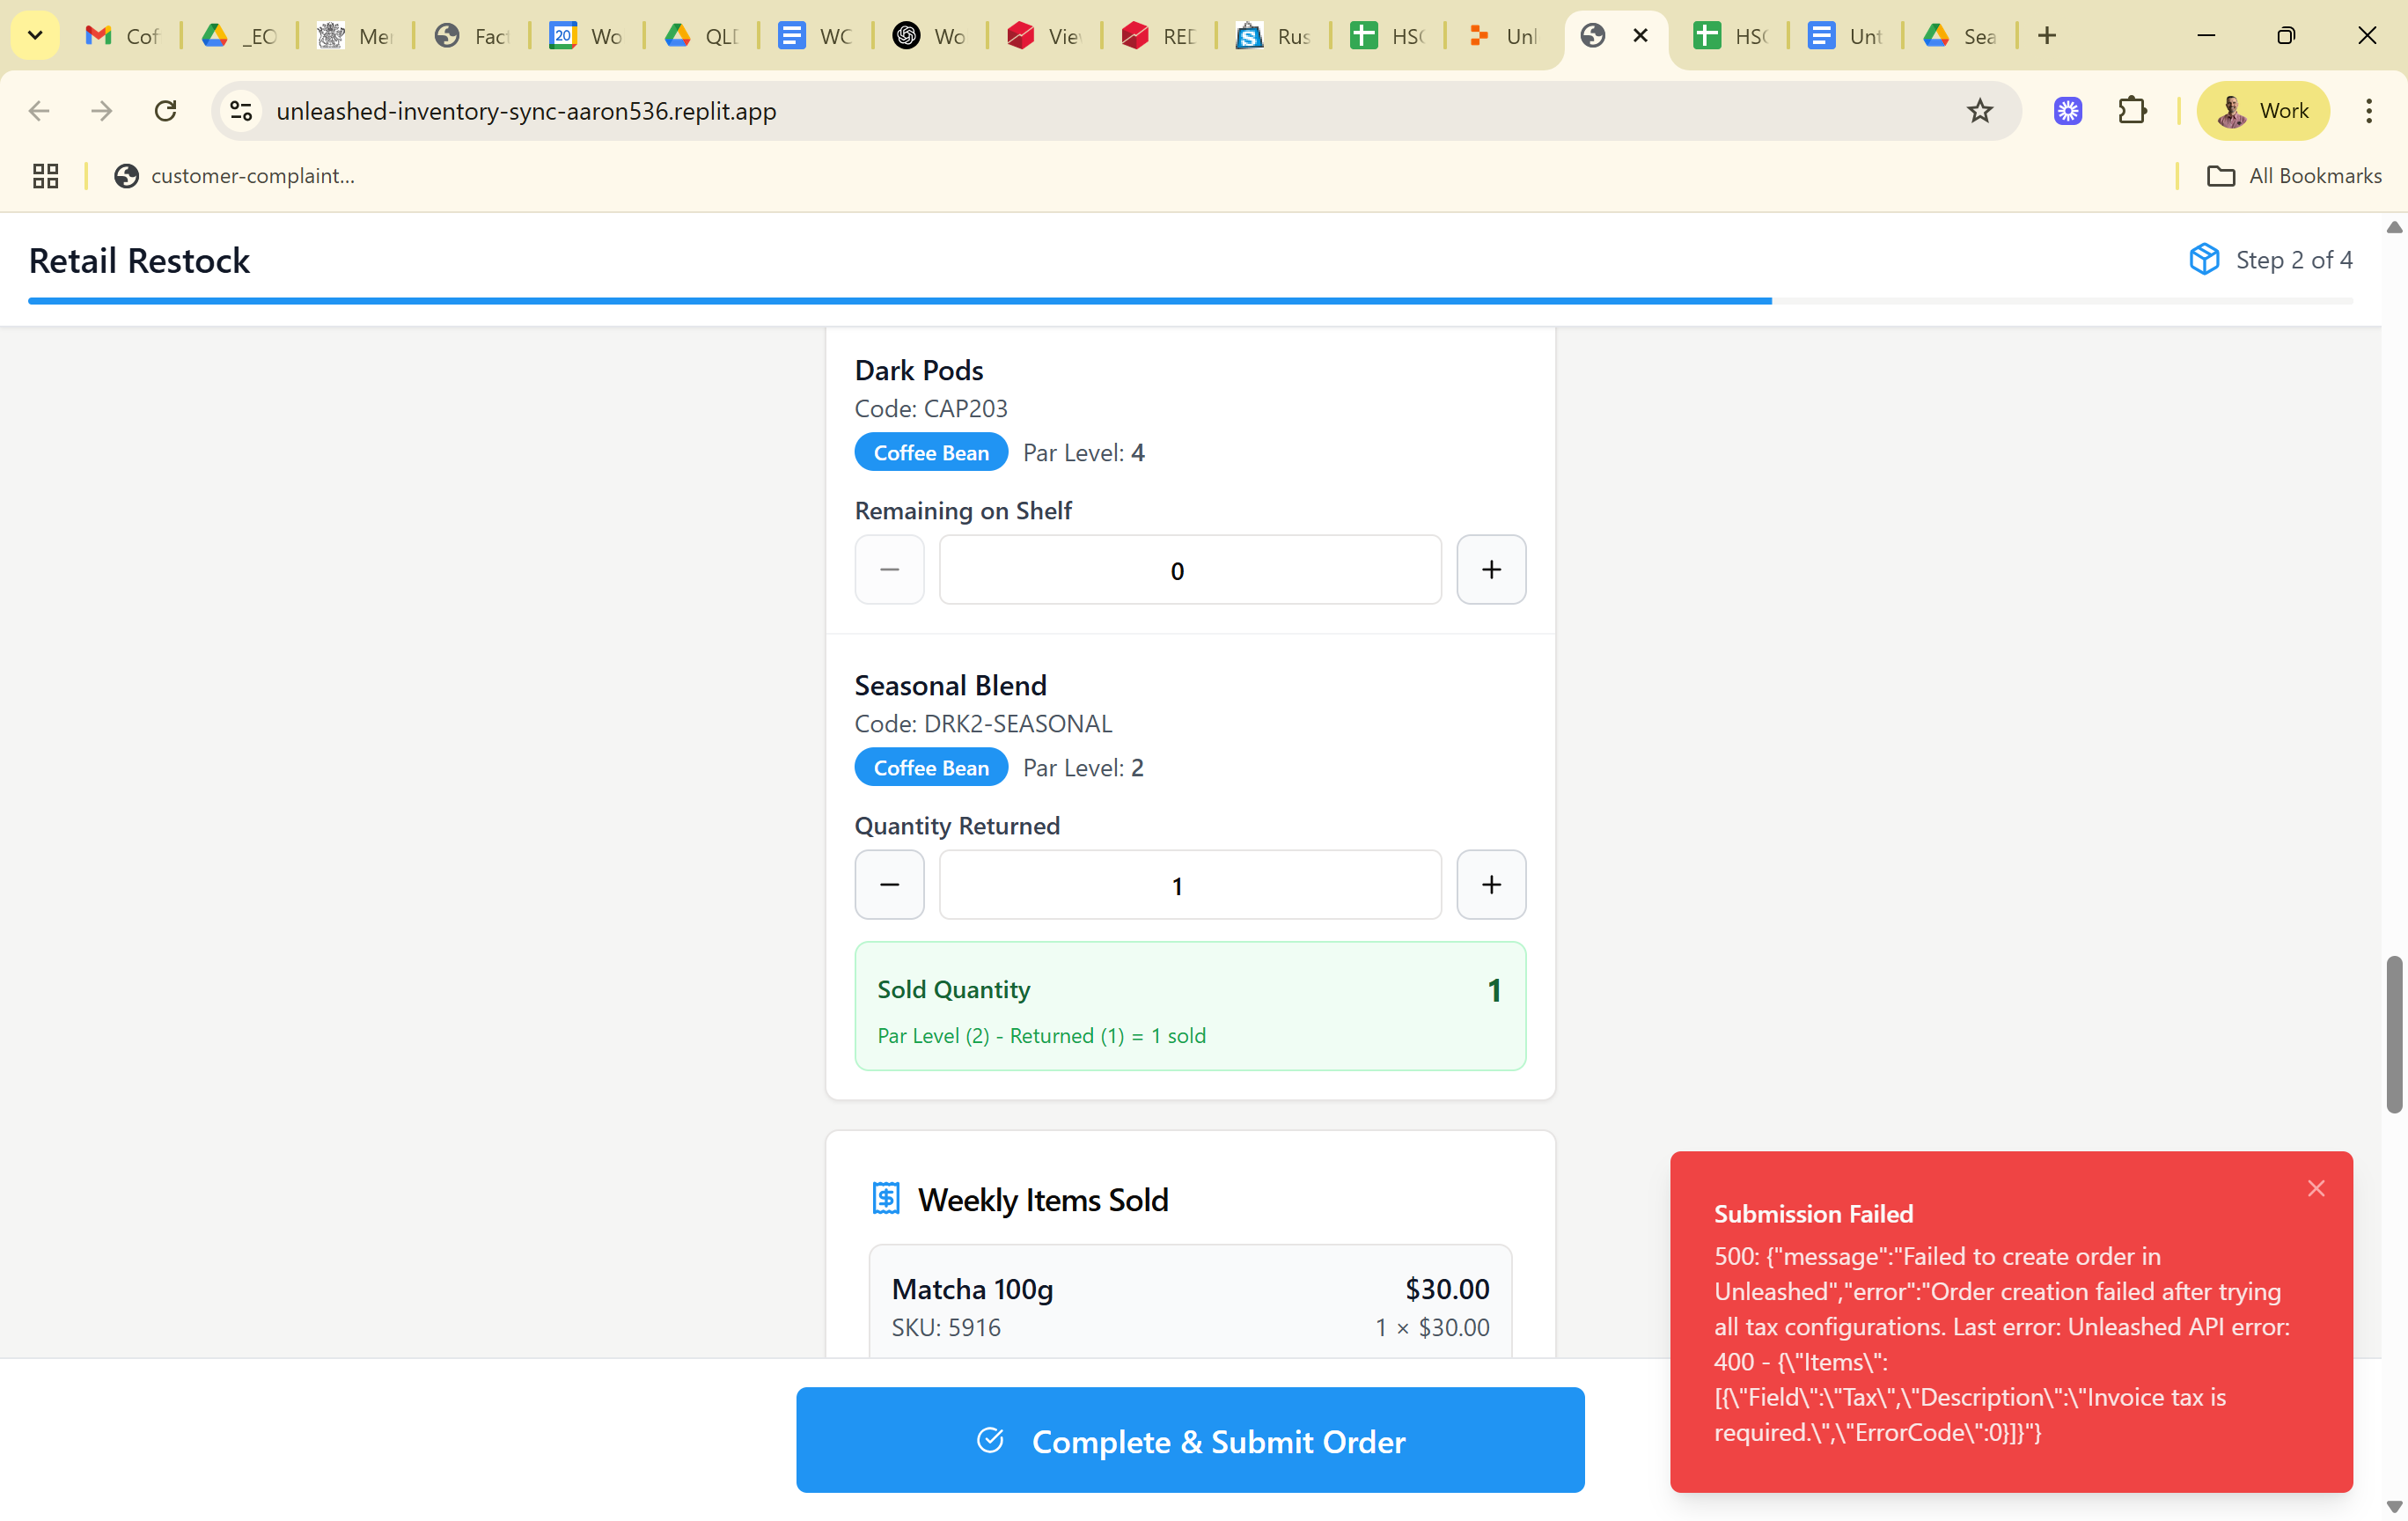 Cof
_EO
Mer
Fact
20
Wo
QLD
WC
Wo
Viev
RED
Rus
HSC
Unl
HSC
Unt
Sea
unleashed-inventory-sync-aaron536.replit.app
Work
customer-complaint...
All Bookmarks
Retail Restock
Step 2 of 4
Dark Pods
Code: CAP203
Coffee Bean
Par Level: 4
Remaining on Shelf
0
Seasonal Blend
Code: DRK2-SEASONAL
Coffee Bean
Par Level: 2
Quantity Returned
1
Sold Quantity
1
Par Level (2) - Returned (1) = 1 sold
Weekly Items Sold
Matcha 100g
$30.00
SKU: 5916
1 × $30.00
Complete & Submit Order
Submission Failed
500: {"message":"Failed to create order in
Unleashed","error":"Order creation failed after trying
all tax configurations. Last error: Unleashed API error:
400 - {\"Items\":
[{\"Field\":\"Tax\",\"Description\":\"Invoice tax is
required.\",\"ErrorCode\":0}]}"}